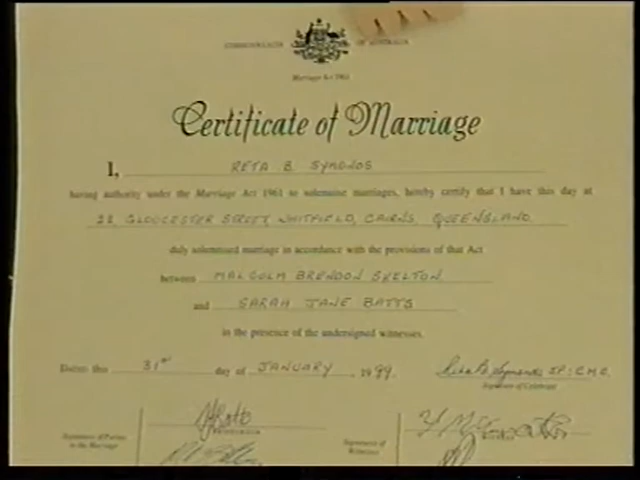 COMMONWEALTH OF AUSTRALIA
Marriage Act 1961
Certificate of Marriage
I, RETA B SYMONDS
having authority under the Marriage Act 1961 to solemnise marriages, hereby certify that I have this day at
22 GLOUCESTER STREET WHITFIELD, CAIRNS, QUEENSLAND
duly solemnised marriage in accordance with the provisions of that Act
between MALCOLM BRENDON SKELTON
and SARAH JANE BATTS
in the presence of the undersigned witnesses.
Dated this 31st day of JANUARY 1999.
JP: C.M.C.
Signature of Celebrant
Signatures of Parties to the Marriage
Signatures of Witnesses